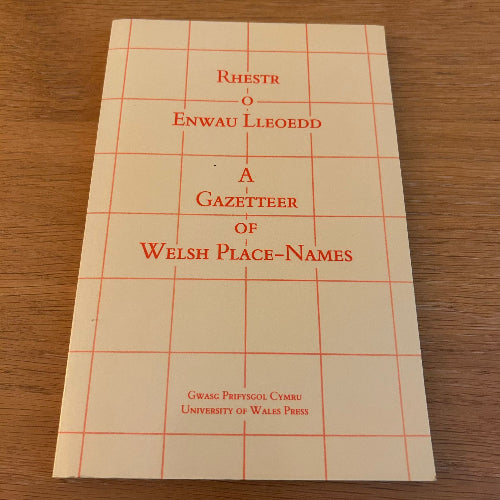 Rhestr
o
Enwau Lleoedd
A
Gazetteer
of
Welsh Place-Names
Gwasg Prifysgol Cymru
University of Wales Press